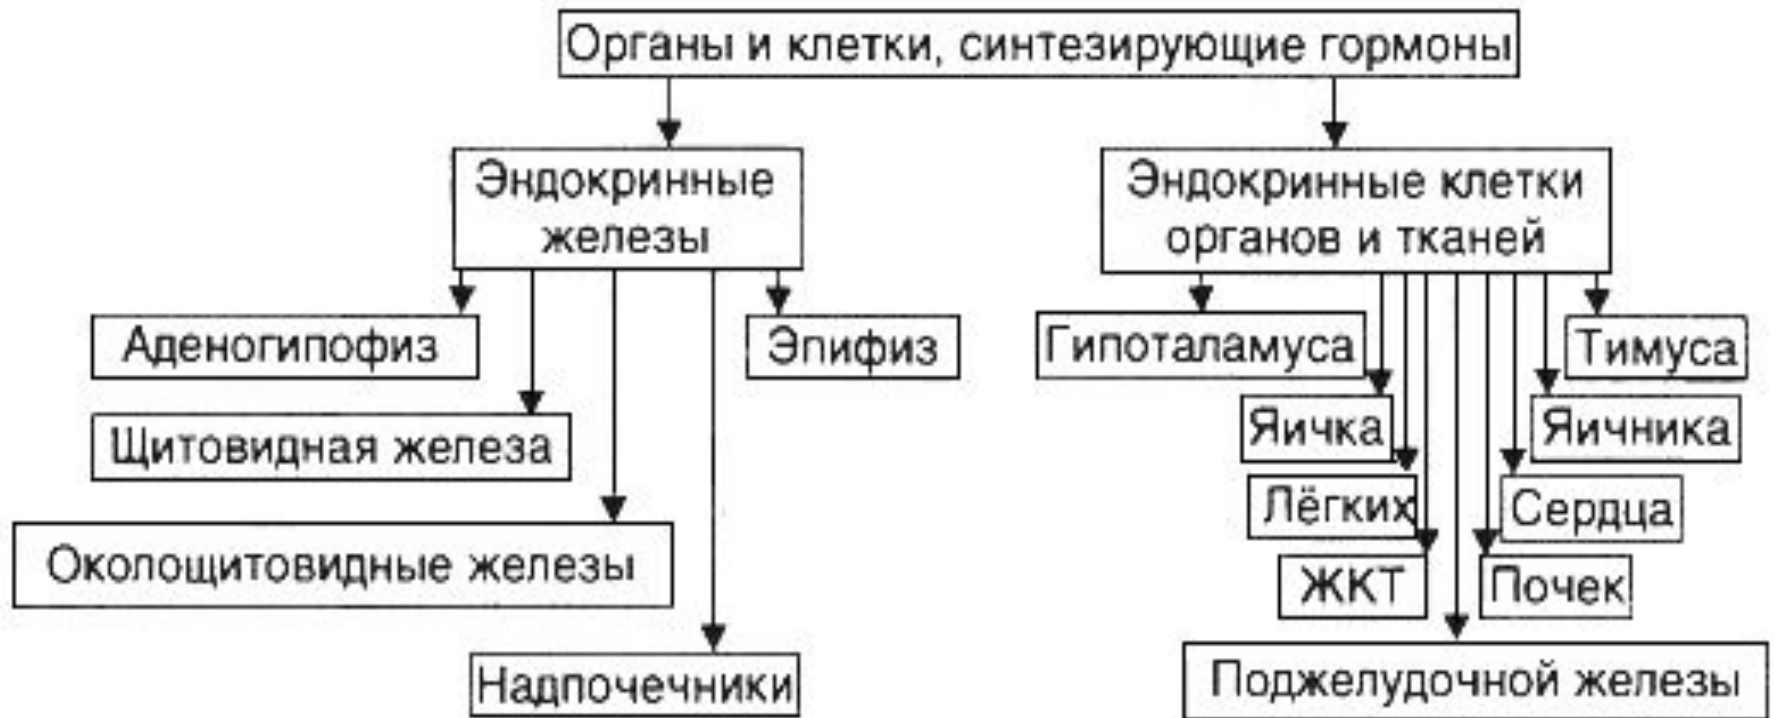 Органы и клетки, синтезирующие гормоны
Эндокринные
железы
Эндокринные клетки
органов и тканей
Аденогипофиз
Эпифиз
Гипоталамуса
Тимуса
Щитовидная железа
Яичка
Яичника
Лёгких
Сердца
Околощитовидные железы
ЖКТ
Почек
Надпочечники
Поджелудочной железы